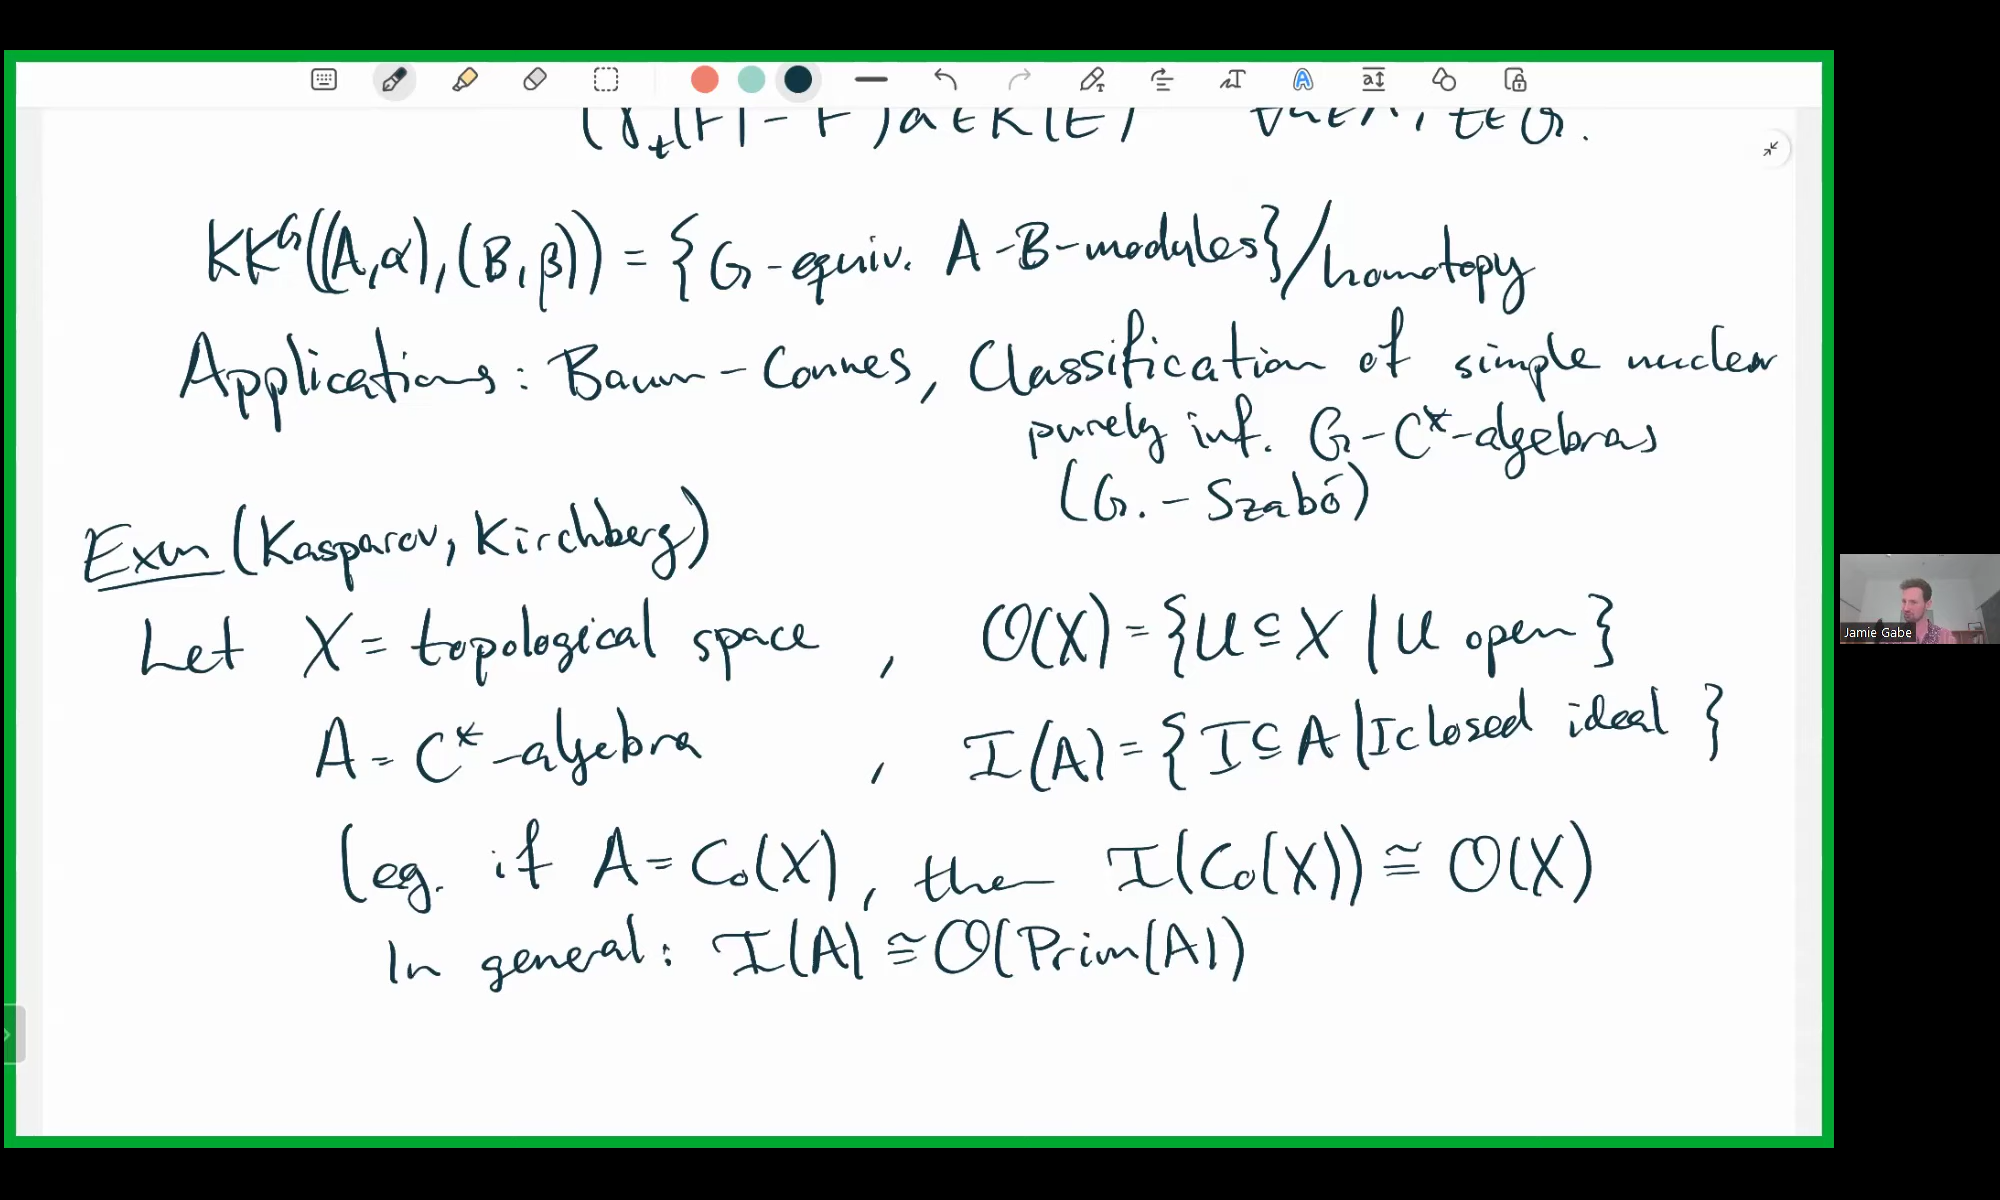 (γ_t(F) - F)a ∈ K(E) ∀a∈A, t∈G.
KK^G((A,α),(B,β)) = {G-equiv. A-B-modules}/homotopy
Applications: Baum-Connes, Classification of simple nuclear
purely inf. G-C*-algebras
(G.-Szabó)
Exm (Kasparov, Kirchberg)
Let X = topological space , O(X) = {U ⊆ X | U open}
A = C*-algebra , I(A) = {I ⊆ A | I closed ideal}
(eg. if A = C₀(X), then I(C₀(X)) ≅ O(X)
In general: I(A) ≅ O(Prim(A))
Jamie Gabe